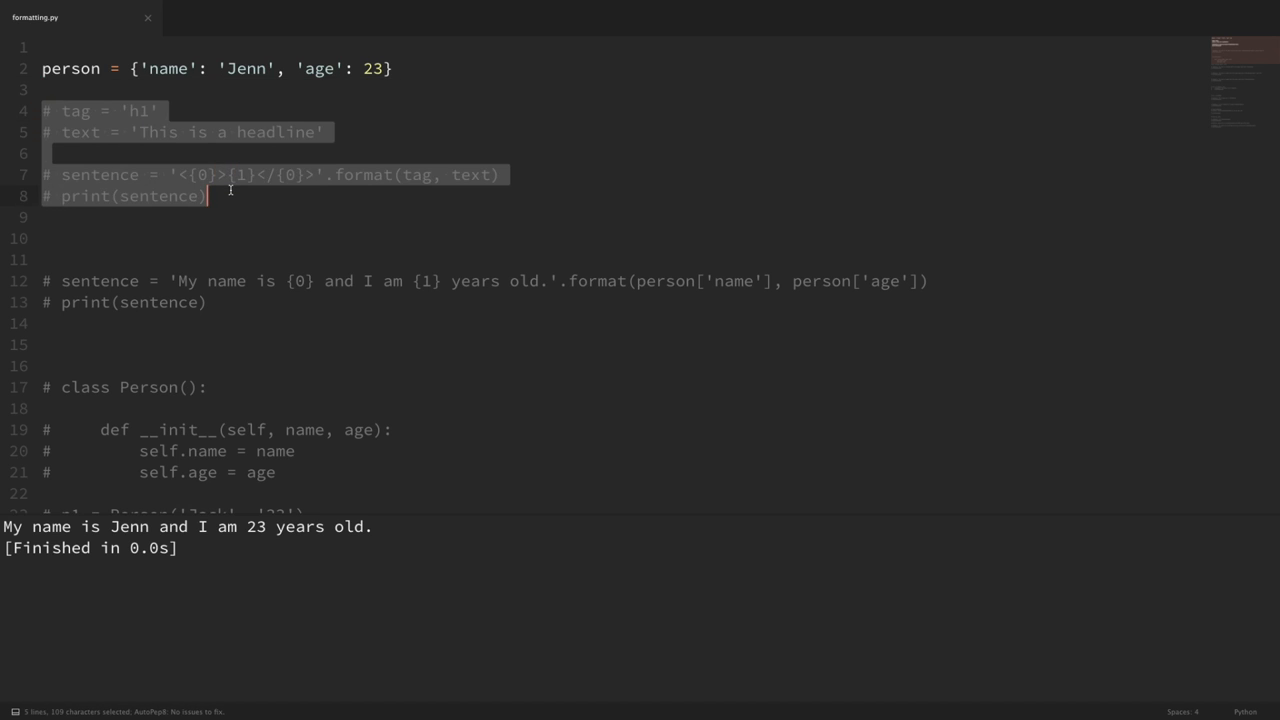 formatting.py ×
1
2 person = {'name': 'Jenn', 'age': 23}
3
4 # tag = 'h1'
5 # text = 'This is a headline'
6
7 # sentence = '<{0}>{1}</{0}>'.format(tag, text)
8 # print(sentence)
9
10
11
12 # sentence = 'My name is {0} and I am {1} years old.'.format(person['name'], person['age'])
13 # print(sentence)
14
15
16
17 # class Person():
18
19 #     def __init__(self, name, age):
20 #         self.name = name
21 #         self.age = age
22
My name is Jenn and I am 23 years old.
[Finished in 0.0s]
5 lines, 109 characters selected; AutoPep8: No issues to fix.
Spaces: 4
Python